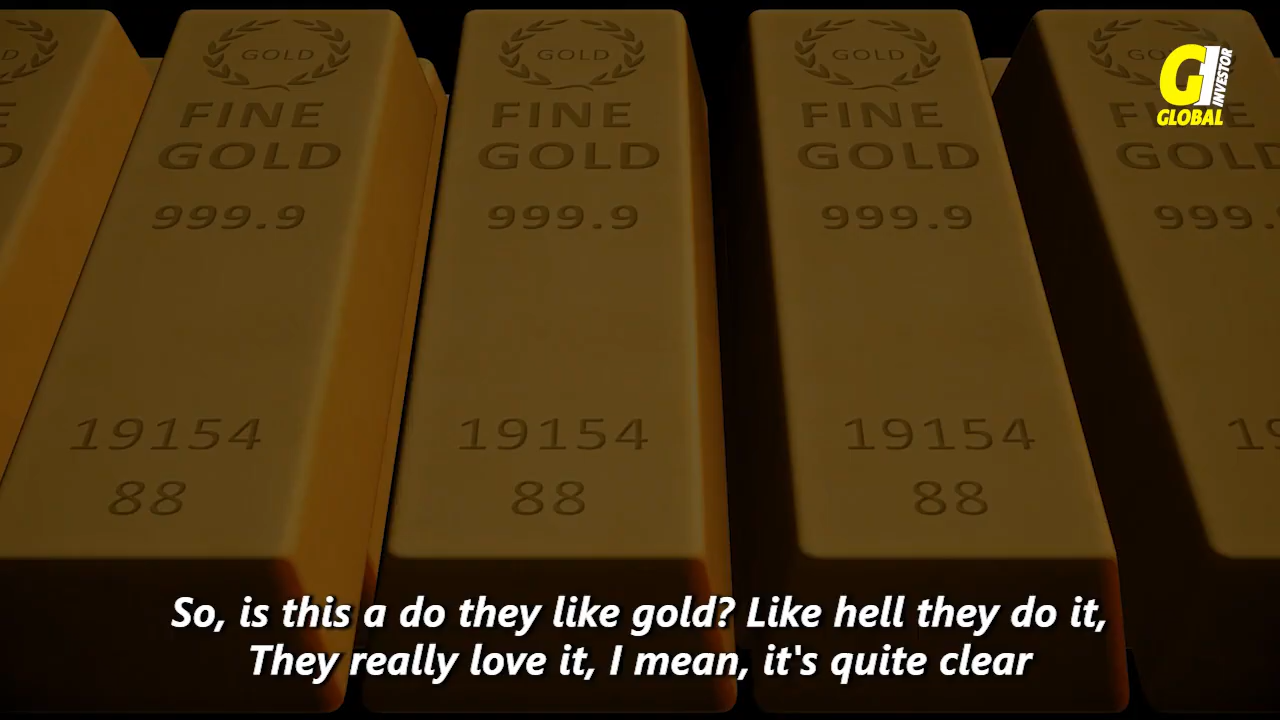 GOLD
FINE
GOLD
999.9
19154
88
GOLD
FINE
GOLD
999.9
19154
88
GOLD
FINE
GOLD
999.9
19154
88
GI
INVESTOR
GLOBAL
So, is this a do they like gold? Like hell they do it,
They really love it, I mean, it's quite clear